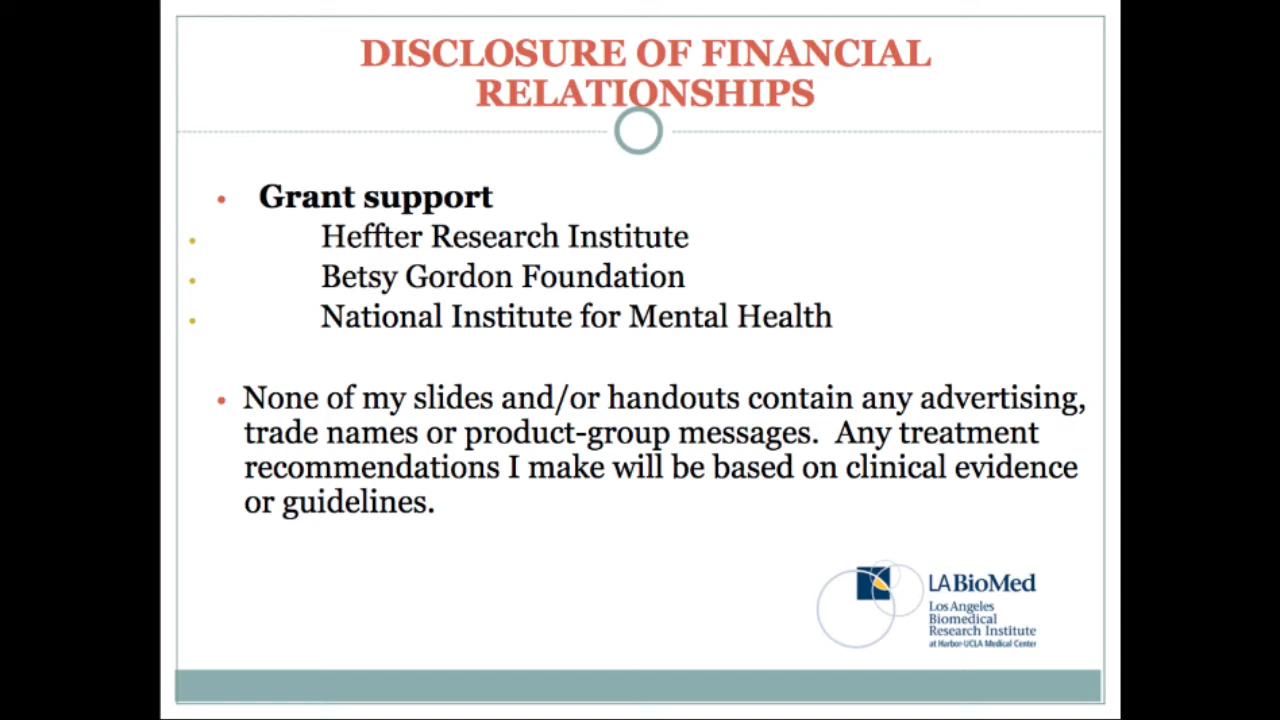 DISCLOSURE OF FINANCIAL
RELATIONSHIPS
• Grant support
• Heffter Research Institute
• Betsy Gordon Foundation
• National Institute for Mental Health
• None of my slides and/or handouts contain any advertising,
trade names or product-group messages.  Any treatment
recommendations I make will be based on clinical evidence
or guidelines.
LABioMed
Los Angeles
Biomedical
Research Institute
at Harbor-UCLA Medical Center